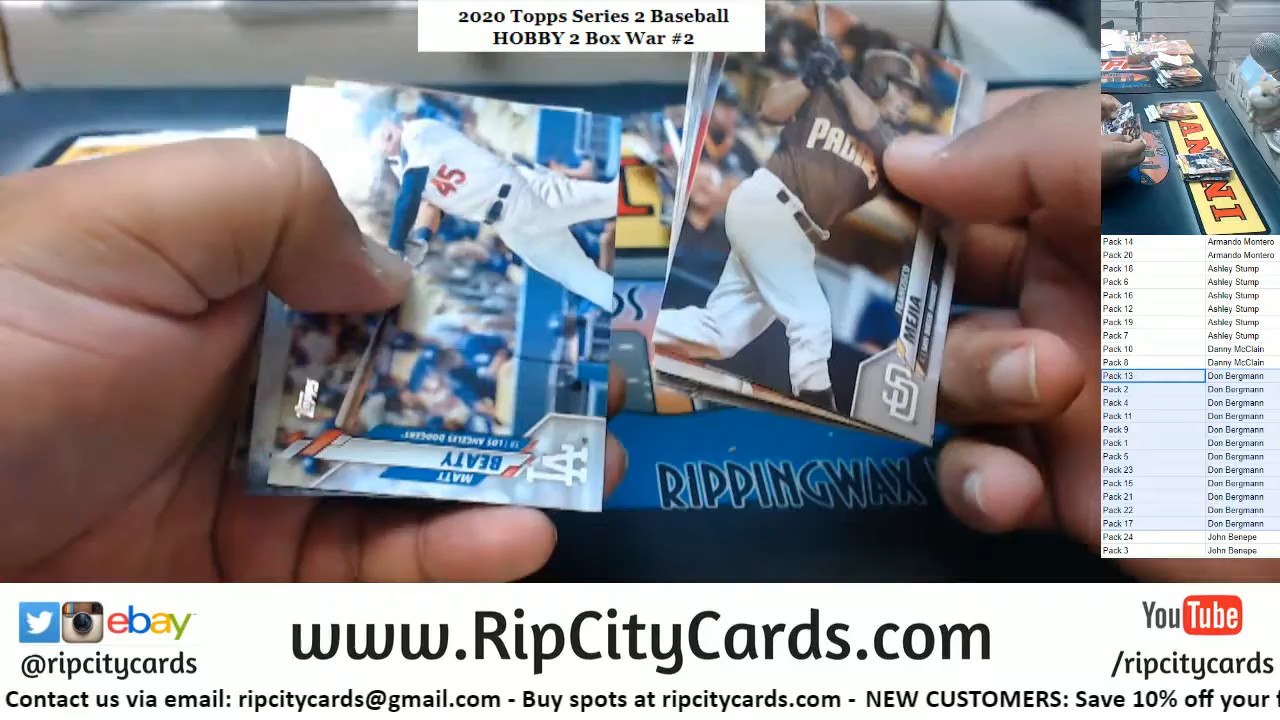 2020 Topps Series 2 Baseball
HOBBY 2 Box War #2
PADRES
45
FRANCISCO
MEJIA
SD
topps
1B | LOS ANGELES DODGERS
BEATY
MATT
LA
RIPPINGWAX
ANINI
Pack 14 Armando Montero
Pack 20 Armando Montero
Pack 18 Ashley Stump
Pack 6 Ashley Stump
Pack 16 Ashley Stump
Pack 12 Ashley Stump
Pack 19 Ashley Stump
Pack 7 Ashley Stump
Pack 10 Danny McClain
Pack 8 Danny McClain
Pack 13 Don Bergmann
Pack 2 Don Bergmann
Pack 4 Don Bergmann
Pack 11 Don Bergmann
Pack 9 Don Bergmann
Pack 1 Don Bergmann
Pack 5 Don Bergmann
Pack 23 Don Bergmann
Pack 15 Don Bergmann
Pack 21 Don Bergmann
Pack 22 Don Bergmann
Pack 17 Don Bergmann
Pack 24 John Benepe
Pack 3 John Benepe
ebay
@ripcitycards
www.RipCityCards.com
YouTube
/ripcitycards
Contact us via email: ripcitycards@gmail.com - Buy spots at ripcitycards.com - NEW CUSTOMERS: Save 10% off your f